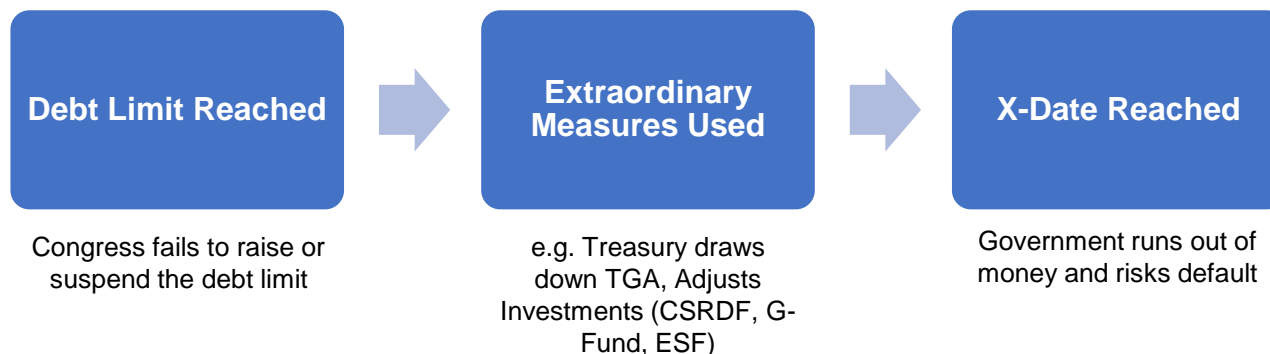 Debt Limit Reached
Congress fails to raise or
suspend the debt limit
Extraordinary
Measures Used
e.g. Treasury draws
down TGA, Adjusts
Investments (CSRDF, G-
Fund, ESF)
X-Date Reached
Government runs out of
money and risks default